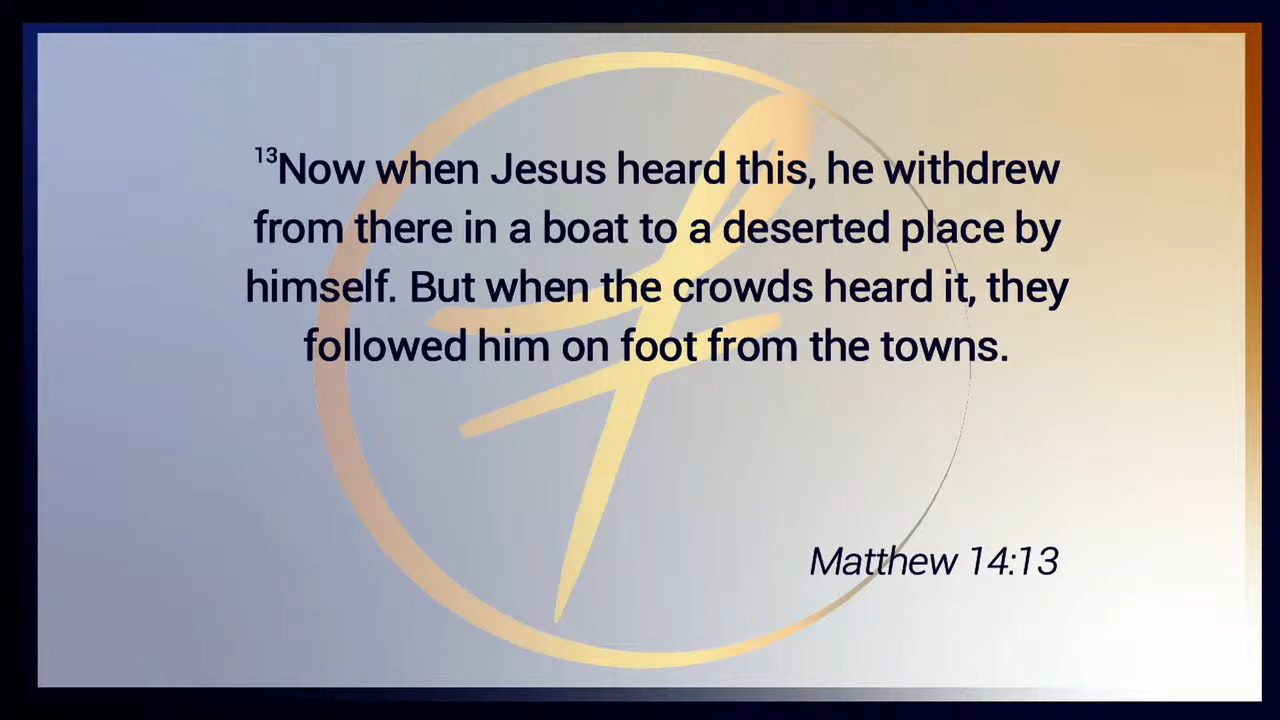 ¹³Now when Jesus heard this, he withdrew
from there in a boat to a deserted place by
himself. But when the crowds heard it, they
followed him on foot from the towns.
Matthew 14:13